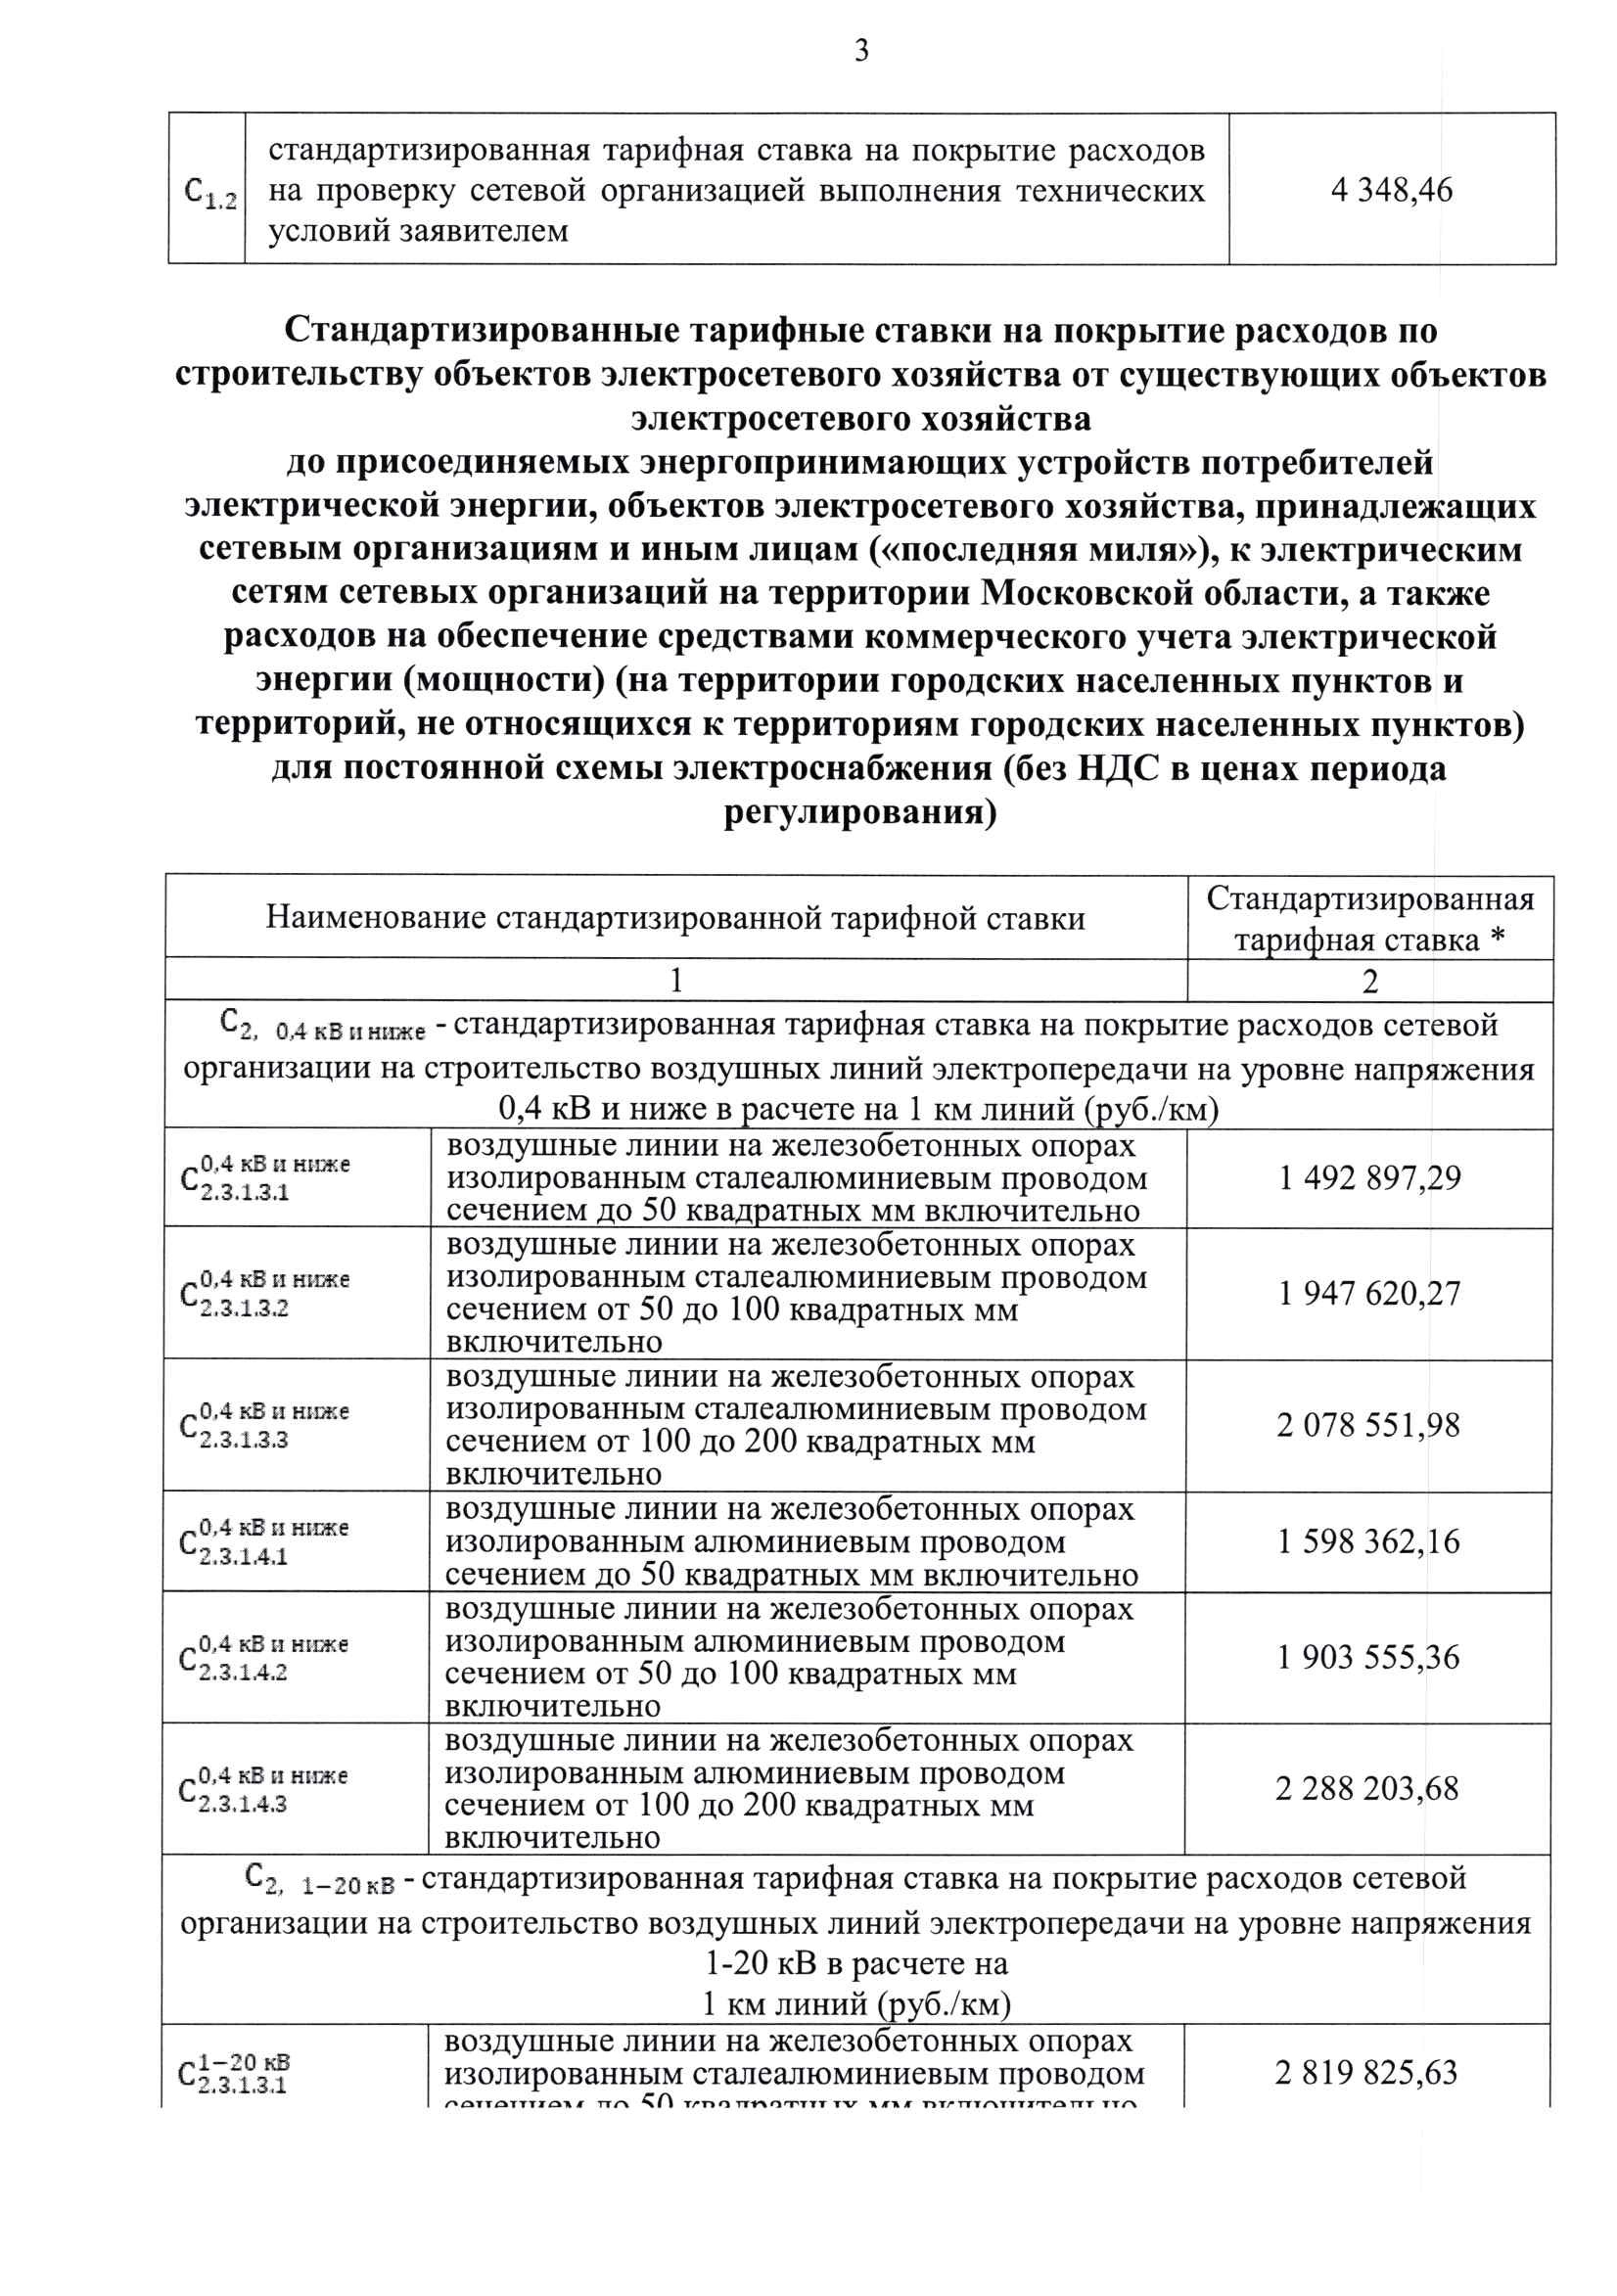 3
стандартизированная тарифная ставка на покрытие расходов
C1.2 на проверку сетевой организацией выполнения технических 4 348,46
условий заявителем
Стандартизированные тарифные ставки на покрытие расходов по
строительству объектов электросетевого хозяйства от существующих объектов
электросетевого хозяйства
до присоединяемых энергопринимающих устройств потребителей
электрической энергии, объектов электросетевого хозяйства, принадлежащих
сетевым организациям и иным лицам («последняя миля»), к электрическим
сетям сетевых организаций на территории Московской области, а также
расходов на обеспечение средствами коммерческого учета электрической
энергии (мощности) (на территории городских населенных пунктов и
территорий, не относящихся к территориям городских населенных пунктов)
для постоянной схемы электроснабжения (без НДС в ценах периода
регулирования)
Наименование стандартизированной тарифной ставки
Стандартизированная
тарифная ставка *
1 2
C2, 0,4 кВ и ниже - стандартизированная тарифная ставка на покрытие расходов сетевой
организации на строительство воздушных линий электропередачи на уровне напряжения
0,4 кВ и ниже в расчете на 1 км линий (руб./км)
C 0,4 кВ и ниже 2.3.1.3.1
воздушные линии на железобетонных опорах
изолированным сталеалюминиевым проводом
сечением до 50 квадратных мм включительно
1 492 897,29
C 0,4 кВ и ниже 2.3.1.3.2
воздушные линии на железобетонных опорах
изолированным сталеалюминиевым проводом
сечением от 50 до 100 квадратных мм
включительно
1 947 620,27
C 0,4 кВ и ниже 2.3.1.3.3
воздушные линии на железобетонных опорах
изолированным сталеалюминиевым проводом
сечением от 100 до 200 квадратных мм
включительно
2 078 551,98
C 0,4 кВ и ниже 2.3.1.4.1
воздушные линии на железобетонных опорах
изолированным алюминиевым проводом
сечением до 50 квадратных мм включительно
1 598 362,16
C 0,4 кВ и ниже 2.3.1.4.2
воздушные линии на железобетонных опорах
изолированным алюминиевым проводом
сечением от 50 до 100 квадратных мм
включительно
1 903 555,36
C 0,4 кВ и ниже 2.3.1.4.3
воздушные линии на железобетонных опорах
изолированным алюминиевым проводом
сечением от 100 до 200 квадратных мм
включительно
2 288 203,68
C2, 1–20 кВ - стандартизированная тарифная ставка на покрытие расходов сетевой
организации на строительство воздушных линий электропередачи на уровне напряжения
1-20 кВ в расчете на
1 км линий (руб./км)
C 1–20 кВ 2.3.1.3.1
воздушные линии на железобетонных опорах
изолированным сталеалюминиевым проводом
сечением до 50 квадратных мм включительно
2 819 825,63